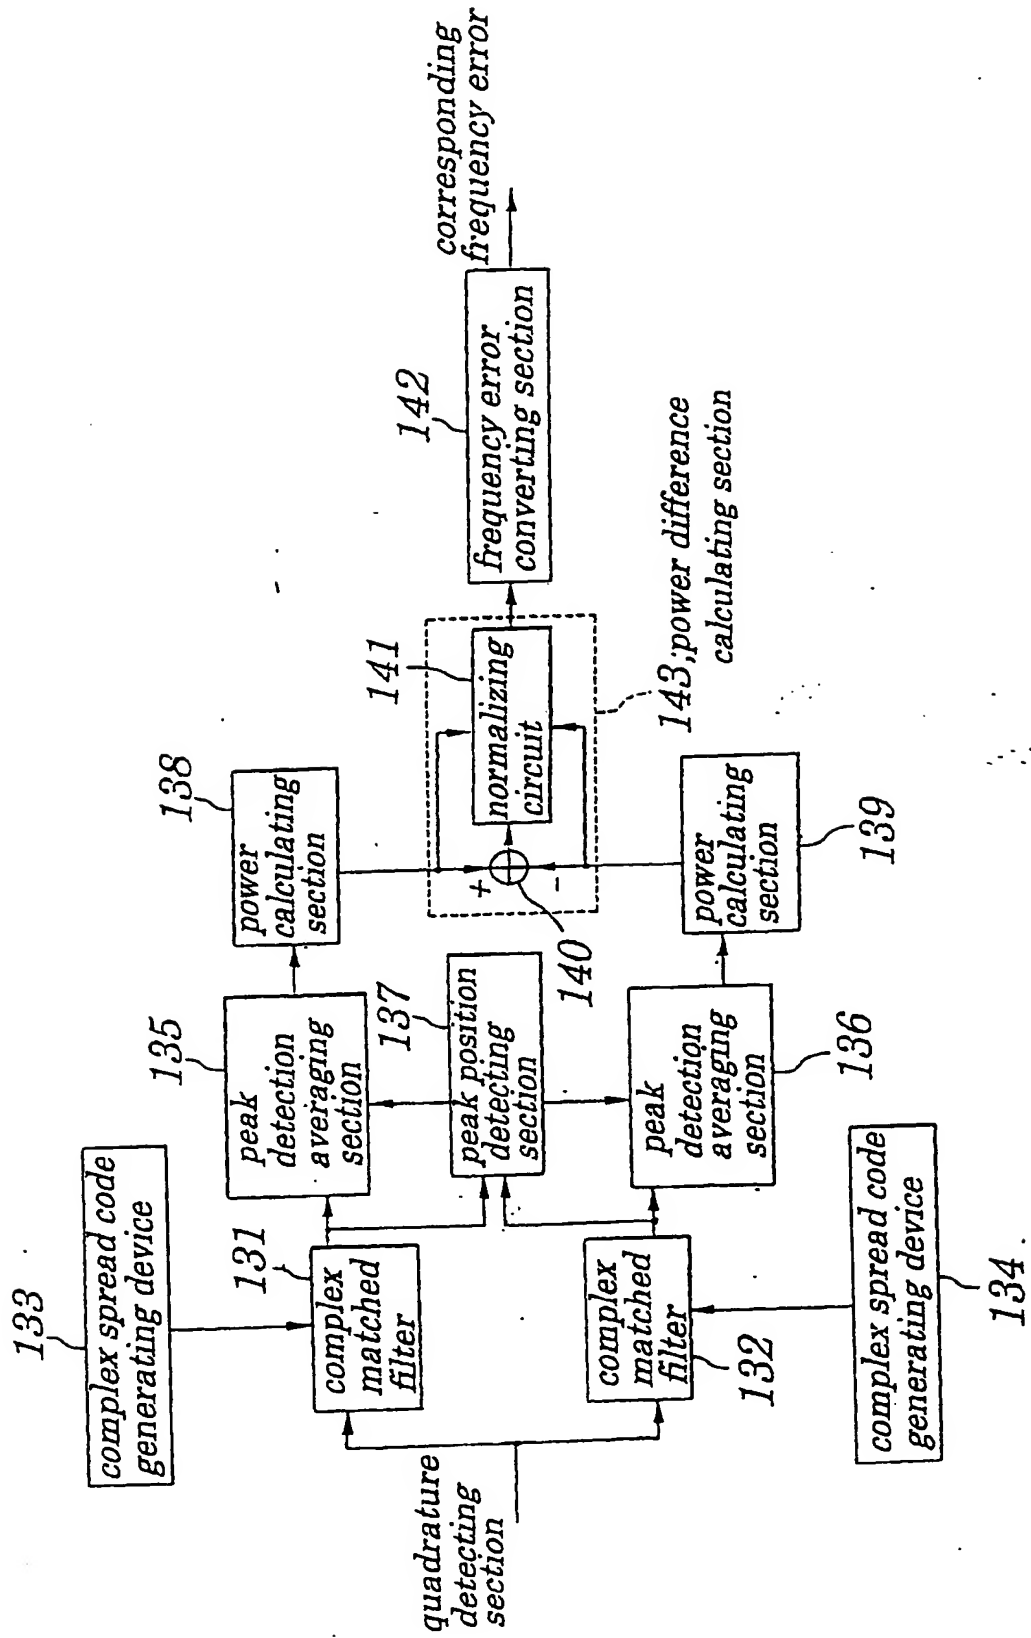 133
complex spread code
generating device
quadrature
detecting
section
131
complex
matched
filter
complex
matched
filter
132
complex spread code
generating device
134
135
peak
detection
averaging
section
137
peak position
detecting
section
peak
detection
averaging
section
136
138
power
calculating
section
+
-
140
power
calculating
section
139
141
normalizing
circuit
143,power difference
calculating section
142
frequency error
converting section
corresponding
frequency error